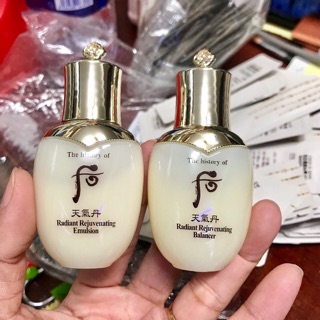 The history of
后
天氣丹
Radiant Rejuvenating
Emulsion
The history of
后
天氣丹
Radiant Rejuvenating
Balancer